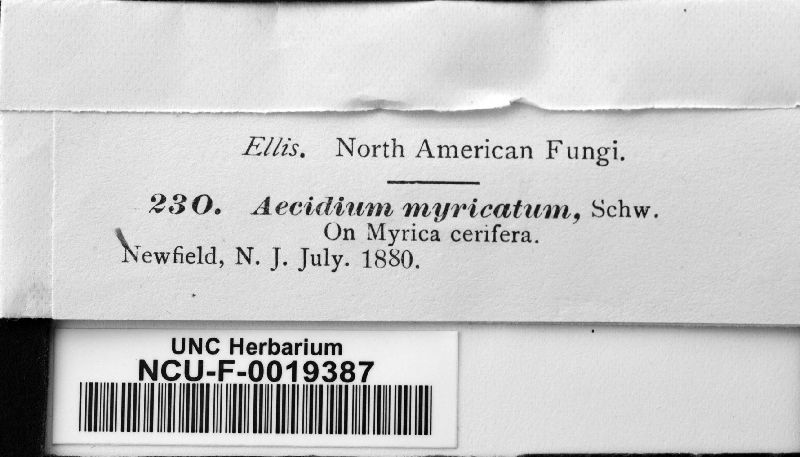 Ellis. North American Fungi.
230. Aecidium myricatum, Schw.
On Myrica cerifera.
Newfield, N. J. July. 1880.
UNC Herbarium
NCU-F-0019387